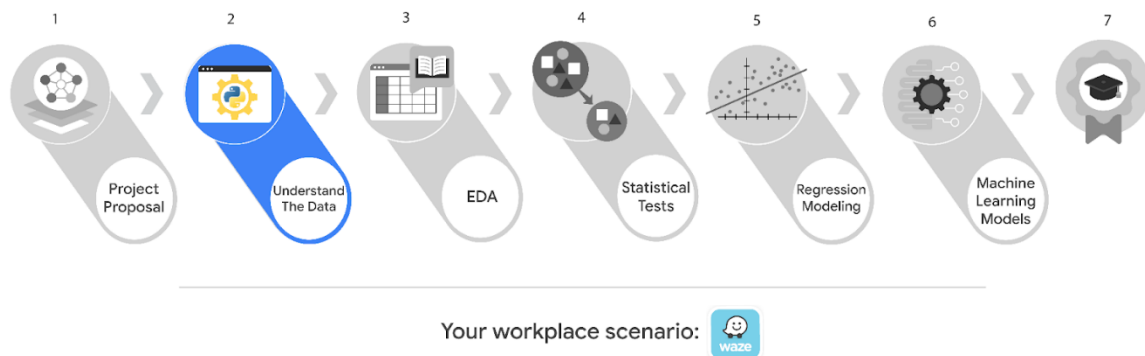 1
2
3
4
5
6
7
Project
Proposal
Understand
The Data
EDA
Statistical
Tests
Regression
Modeling
Machine
Learning
Models
Your workplace scenario:
waze